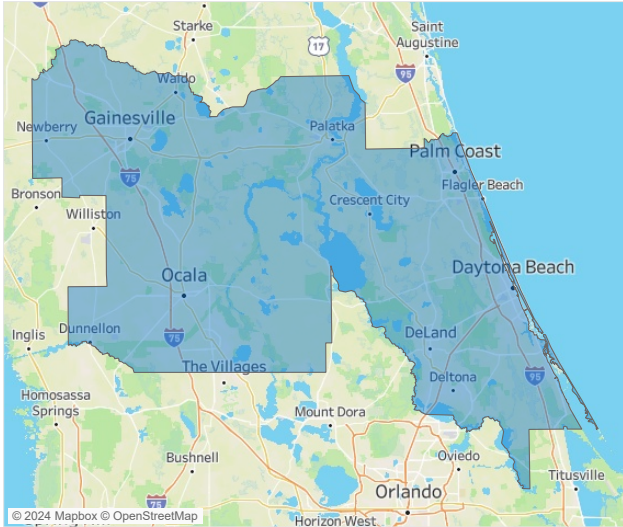 Starke
17
Saint
Augustine
95
Waldo
Gainesville
Newberry
Palatka
Palm Coast
75
Flagler Beach
Bronson
Crescent City
Williston
Ocala
Daytona Beach
Inglis
Dunnellon
75
DeLand
The Villages
Deltona
95
Homosassa
Springs
Mount Dora
Bushnell
Oviedo
Titusville
Orlando
75
© 2024 Mapbox © OpenStreetMap
Horizon West